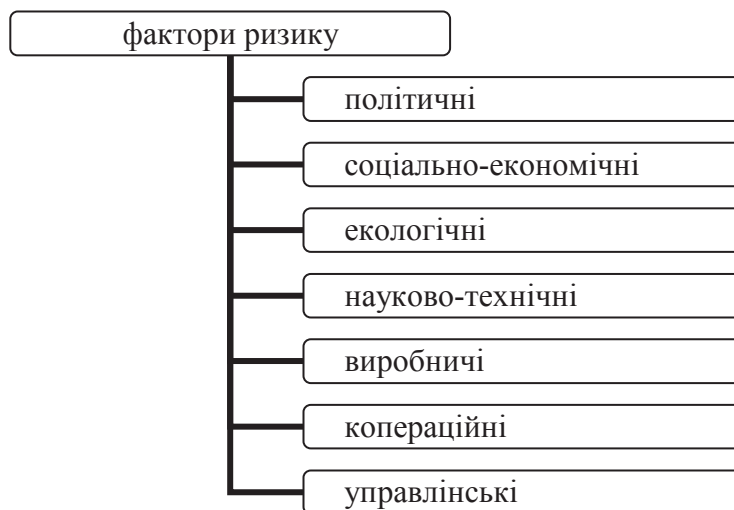 фактори ризику
політичні
соціально-економічні
екологічні
науково-технічні
виробничі
копераційні
управлінські